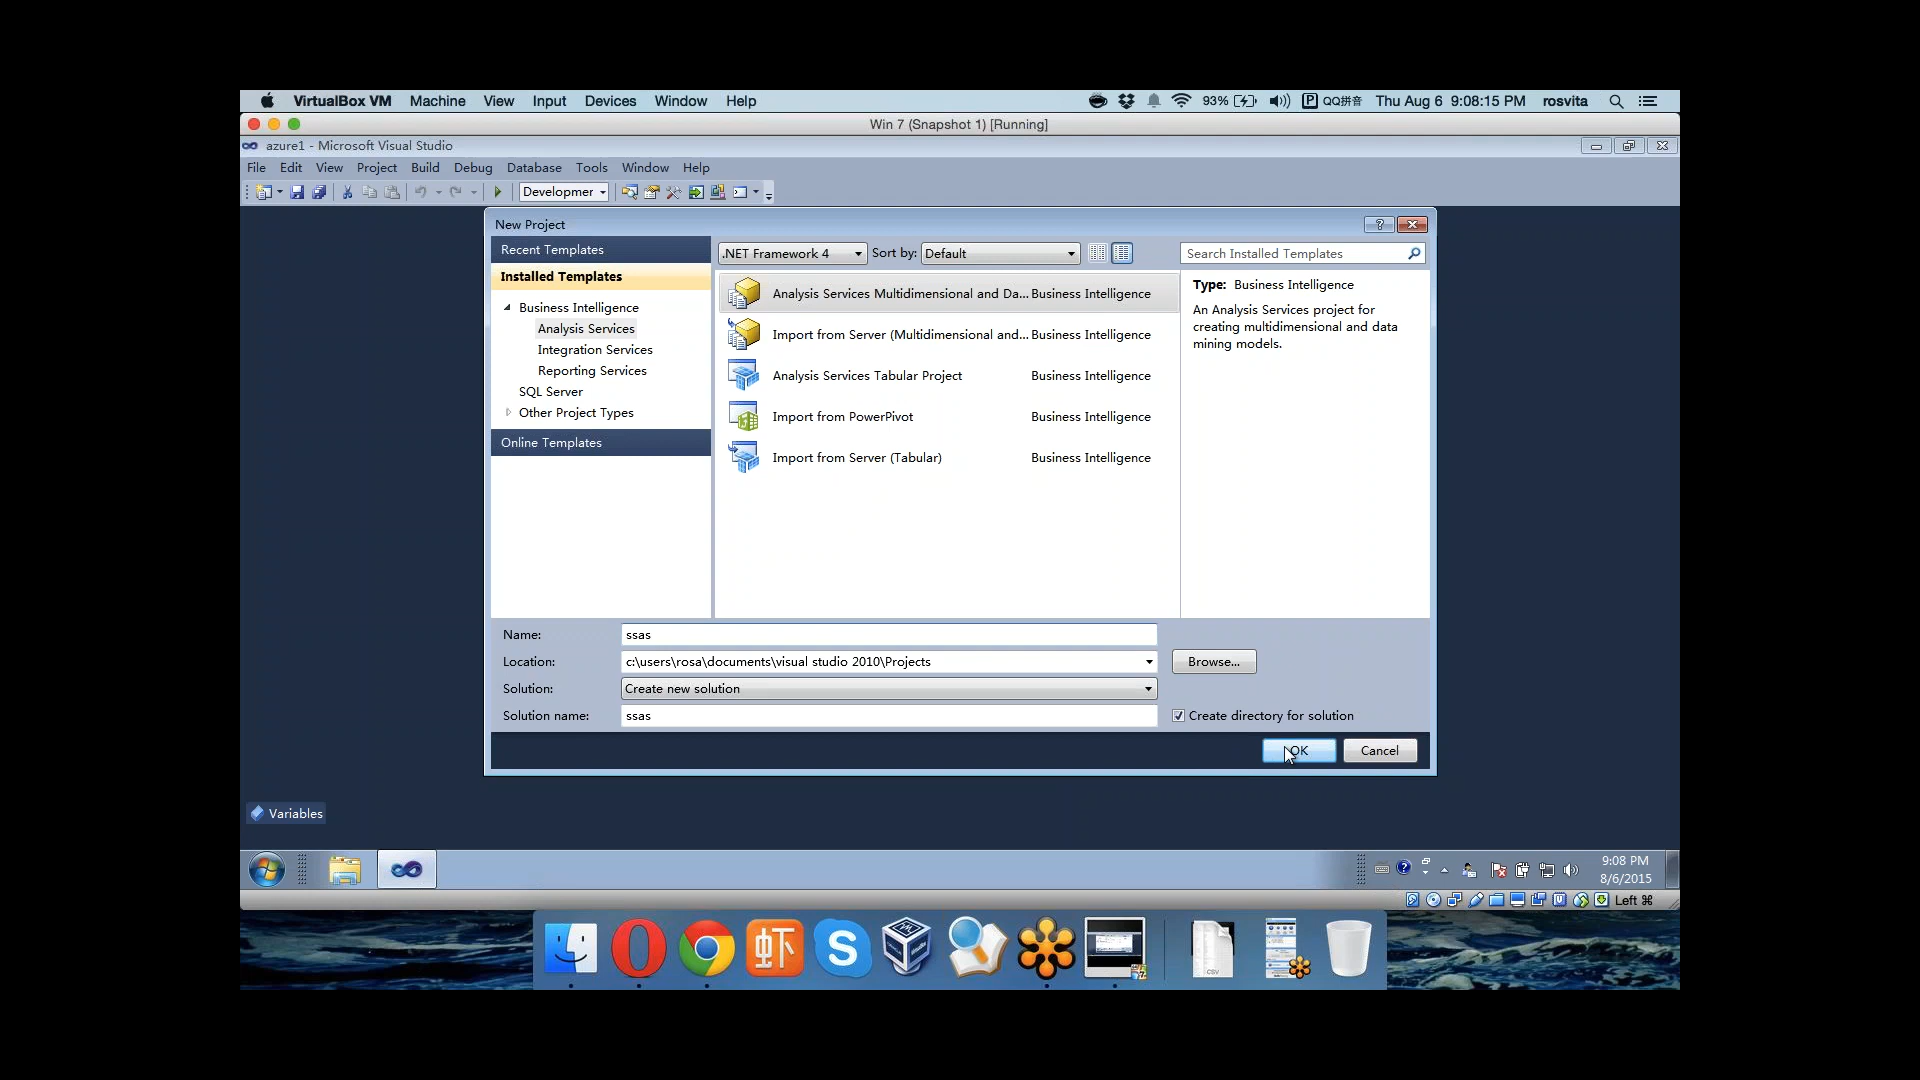 VirtualBox VM Machine View Input Devices Window Help 93% P QQ拼音 Thu Aug 6 9:08:15 PM rosvita
Win 7 (Snapshot 1) [Running]
azure1 - Microsoft Visual Studio
File Edit View Project Build Debug Database Tools Window Help
Developmer
New Project
Recent Templates
.NET Framework 4 Sort by: Default Search Installed Templates
Installed Templates
Business Intelligence
Analysis Services
Integration Services
Reporting Services
SQL Server
Other Project Types
Online Templates
Analysis Services Multidimensional and Da... Business Intelligence
Import from Server (Multidimensional and... Business Intelligence
Analysis Services Tabular Project Business Intelligence
Import from PowerPivot Business Intelligence
Import from Server (Tabular) Business Intelligence
Type: Business Intelligence
An Analysis Services project for
creating multidimensional and data
mining models.
Name: ssas
Location: c:\users\rosa\documents\visual studio 2010\Projects Browse...
Solution: Create new solution
Solution name: ssas Create directory for solution
OK Cancel
Variables
9:08 PM
8/6/2015
Left ⌘
虾
S
CSV